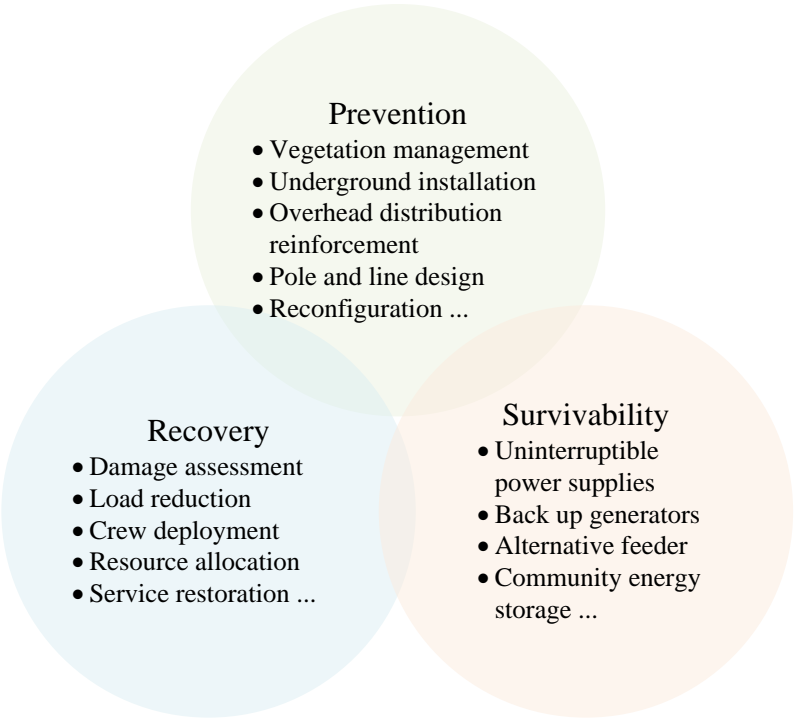 Prevention
• Vegetation management
• Underground installation
• Overhead distribution
reinforcement
• Pole and line design
• Reconfiguration ...
Recovery
• Damage assessment
• Load reduction
• Crew deployment
• Resource allocation
• Service restoration ...
Survivability
• Uninterruptible
power supplies
• Back up generators
• Alternative feeder
• Community energy
storage ...